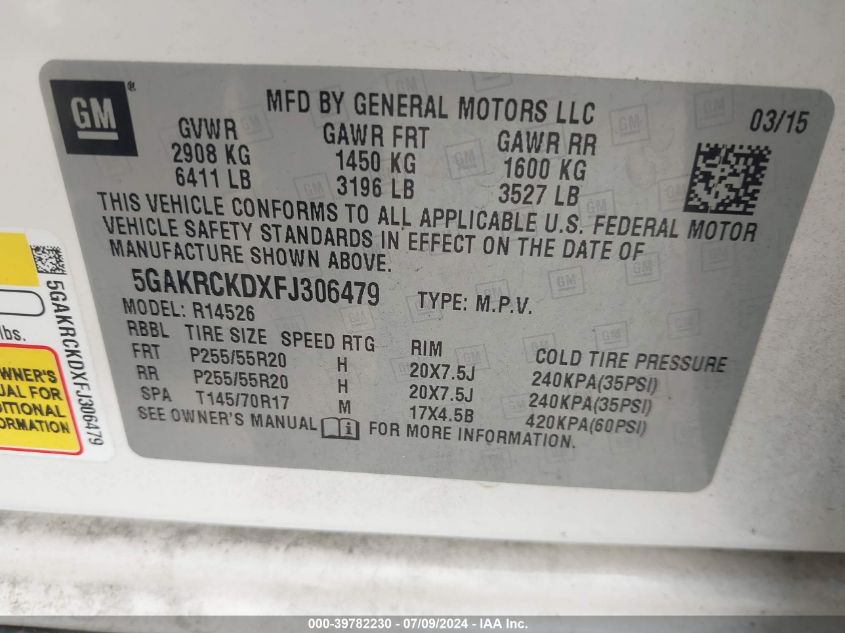 GM
MFD BY GENERAL MOTORS LLC
03/15
GVWR GAWR FRT GAWR RR
2908 KG 1450 KG 1600 KG
6411 LB 3196 LB 3527 LB
THIS VEHICLE CONFORMS TO ALL APPLICABLE U.S. FEDERAL MOTOR
VEHICLE SAFETY STANDARDS IN EFFECT ON THE DATE OF
MANUFACTURE SHOWN ABOVE.
5GAKRCKDXFJ306479 TYPE: M.P.V.
MODEL: R14526
RBBL TIRE SIZE SPEED RTG RIM COLD TIRE PRESSURE
FRT P255/55R20 H 20X7.5J 240KPA(35PSI)
RR P255/55R20 H 20X7.5J 240KPA(35PSI)
SPA T145/70R17 M 17X4.5B 420KPA(60PSI)
SEE OWNER'S MANUAL FOR MORE INFORMATION.
5GAKRCKDXFJ306479
lbs.
WNER'S
UAL FOR
DITIONAL
ORMATION
000-39782230 - 07/09/2024 - IAA Inc.